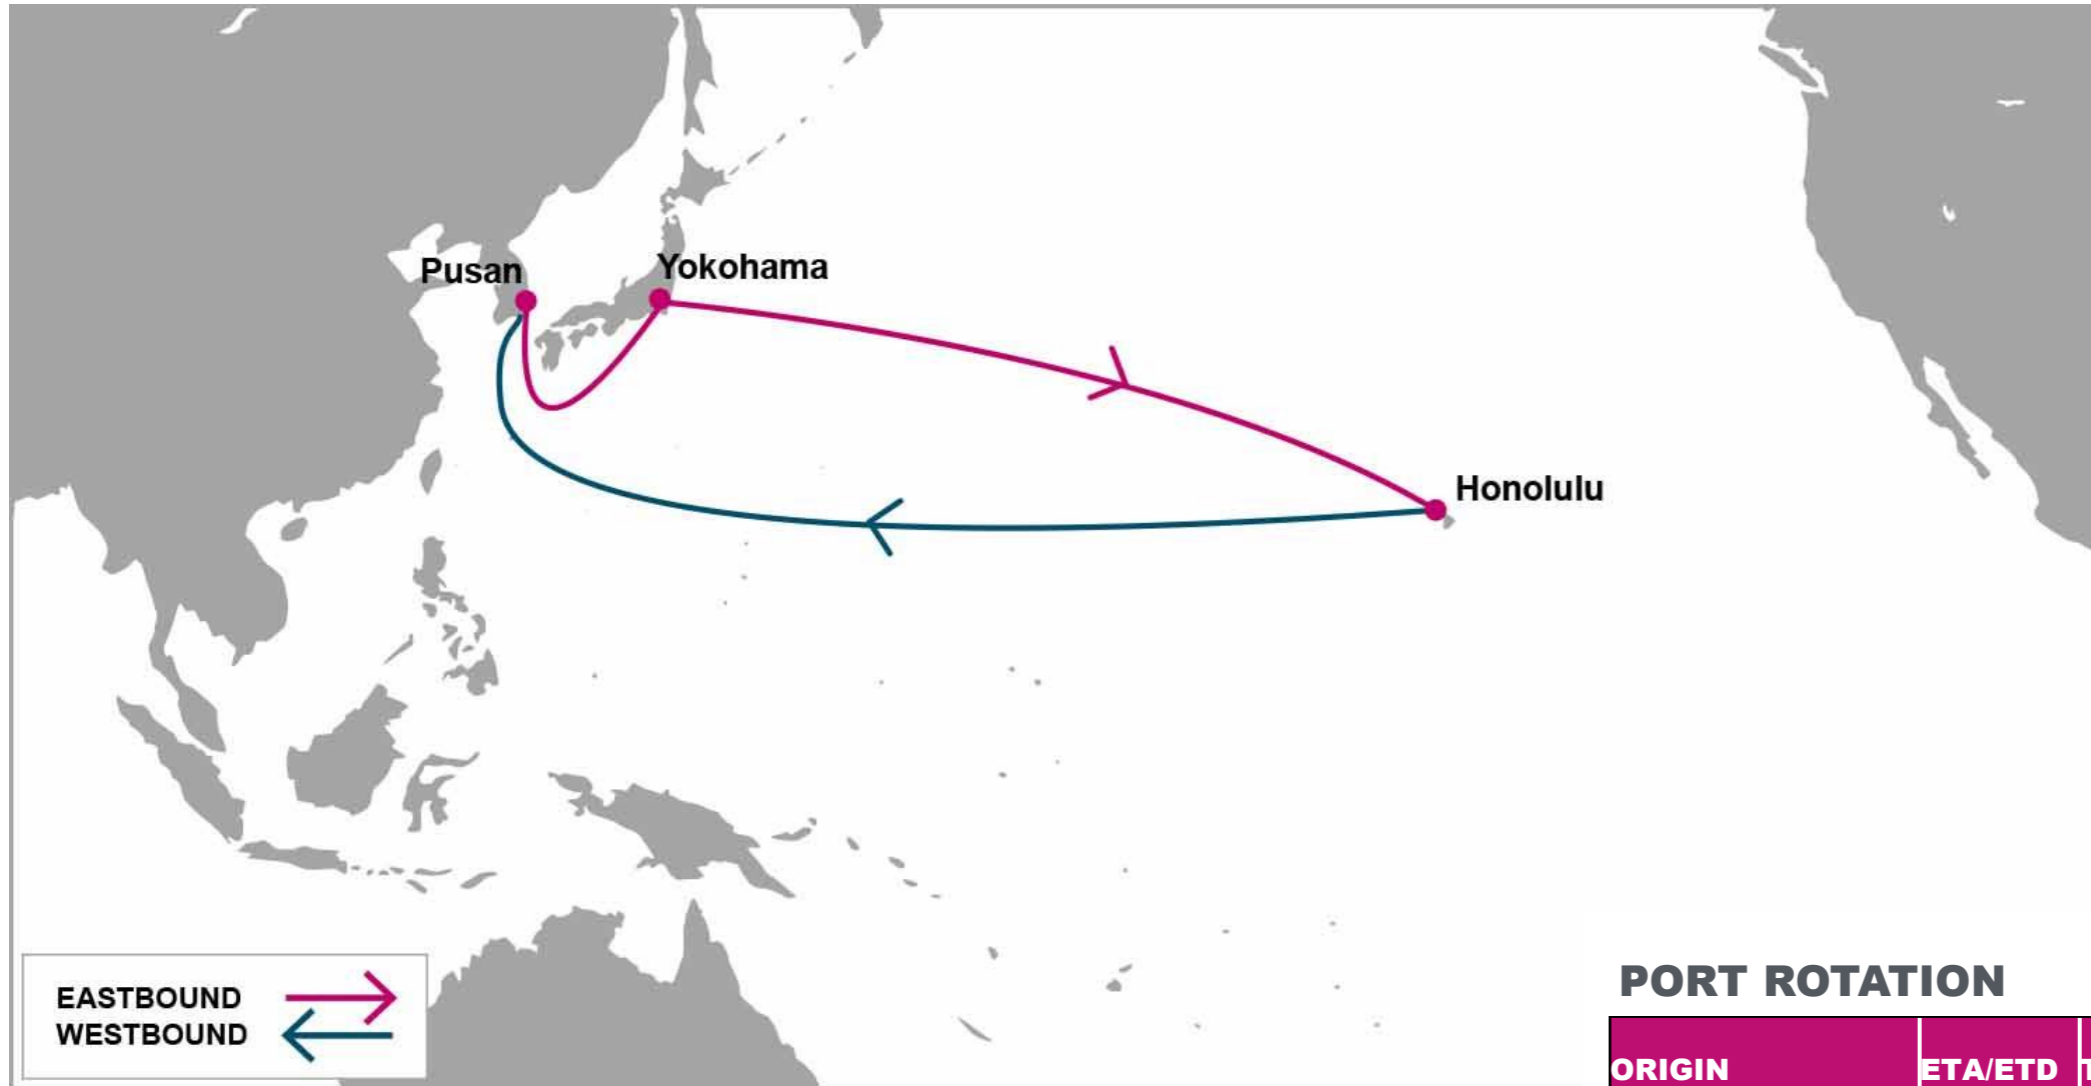 Pusan
Yokohama
Honolulu
EASTBOUND
WESTBOUND
PORT ROTATION
ORIGIN ETA/ETD